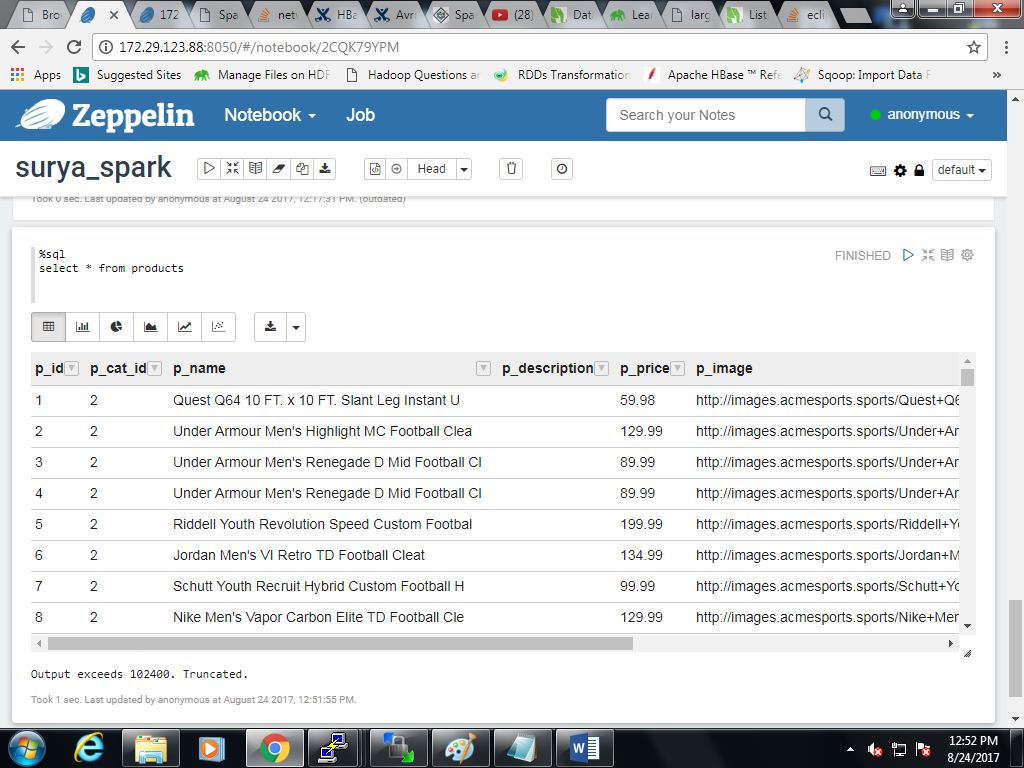 Bro
172
Spa
netv
HBa
Avro
Spa
(28)
Dat
Lea
larg
List
ecli
172.29.123.88:8050/#/notebook/2CQK79YPM
Apps
Suggested Sites
Manage Files on HDF
Hadoop Questions an
RDDs Transformation
Apache HBase ™ Refe
Sqoop: Import Data F
»
Zeppelin
Notebook
Job
Search your Notes
anonymous
surya_spark
Head
default
Took 0 sec. Last updated by anonymous at August 24 2017, 12:17:31 PM. (outdated)
%sql
FINISHED
select * from products
p_id p_cat_id p_name p_description p_price p_image
1 2 Quest Q64 10 FT. x 10 FT. Slant Leg Instant U 59.98 http://images.acmesports.sports/Quest+Q6
2 2 Under Armour Men's Highlight MC Football Clea 129.99 http://images.acmesports.sports/Under+Ar
3 2 Under Armour Men's Renegade D Mid Football Cl 89.99 http://images.acmesports.sports/Under+Ar
4 2 Under Armour Men's Renegade D Mid Football Cl 89.99 http://images.acmesports.sports/Under+Ar
5 2 Riddell Youth Revolution Speed Custom Footbal 199.99 http://images.acmesports.sports/Riddell+Yo
6 2 Jordan Men's VI Retro TD Football Cleat 134.99 http://images.acmesports.sports/Jordan+M
7 2 Schutt Youth Recruit Hybrid Custom Football H 99.99 http://images.acmesports.sports/Schutt+Yo
8 2 Nike Men's Vapor Carbon Elite TD Football Cle 129.99 http://images.acmesports.sports/Nike+Mer
Output exceeds 102400. Truncated.
Took 1 sec. Last updated by anonymous at August 24 2017, 12:51:55 PM.
12:52 PM
8/24/2017